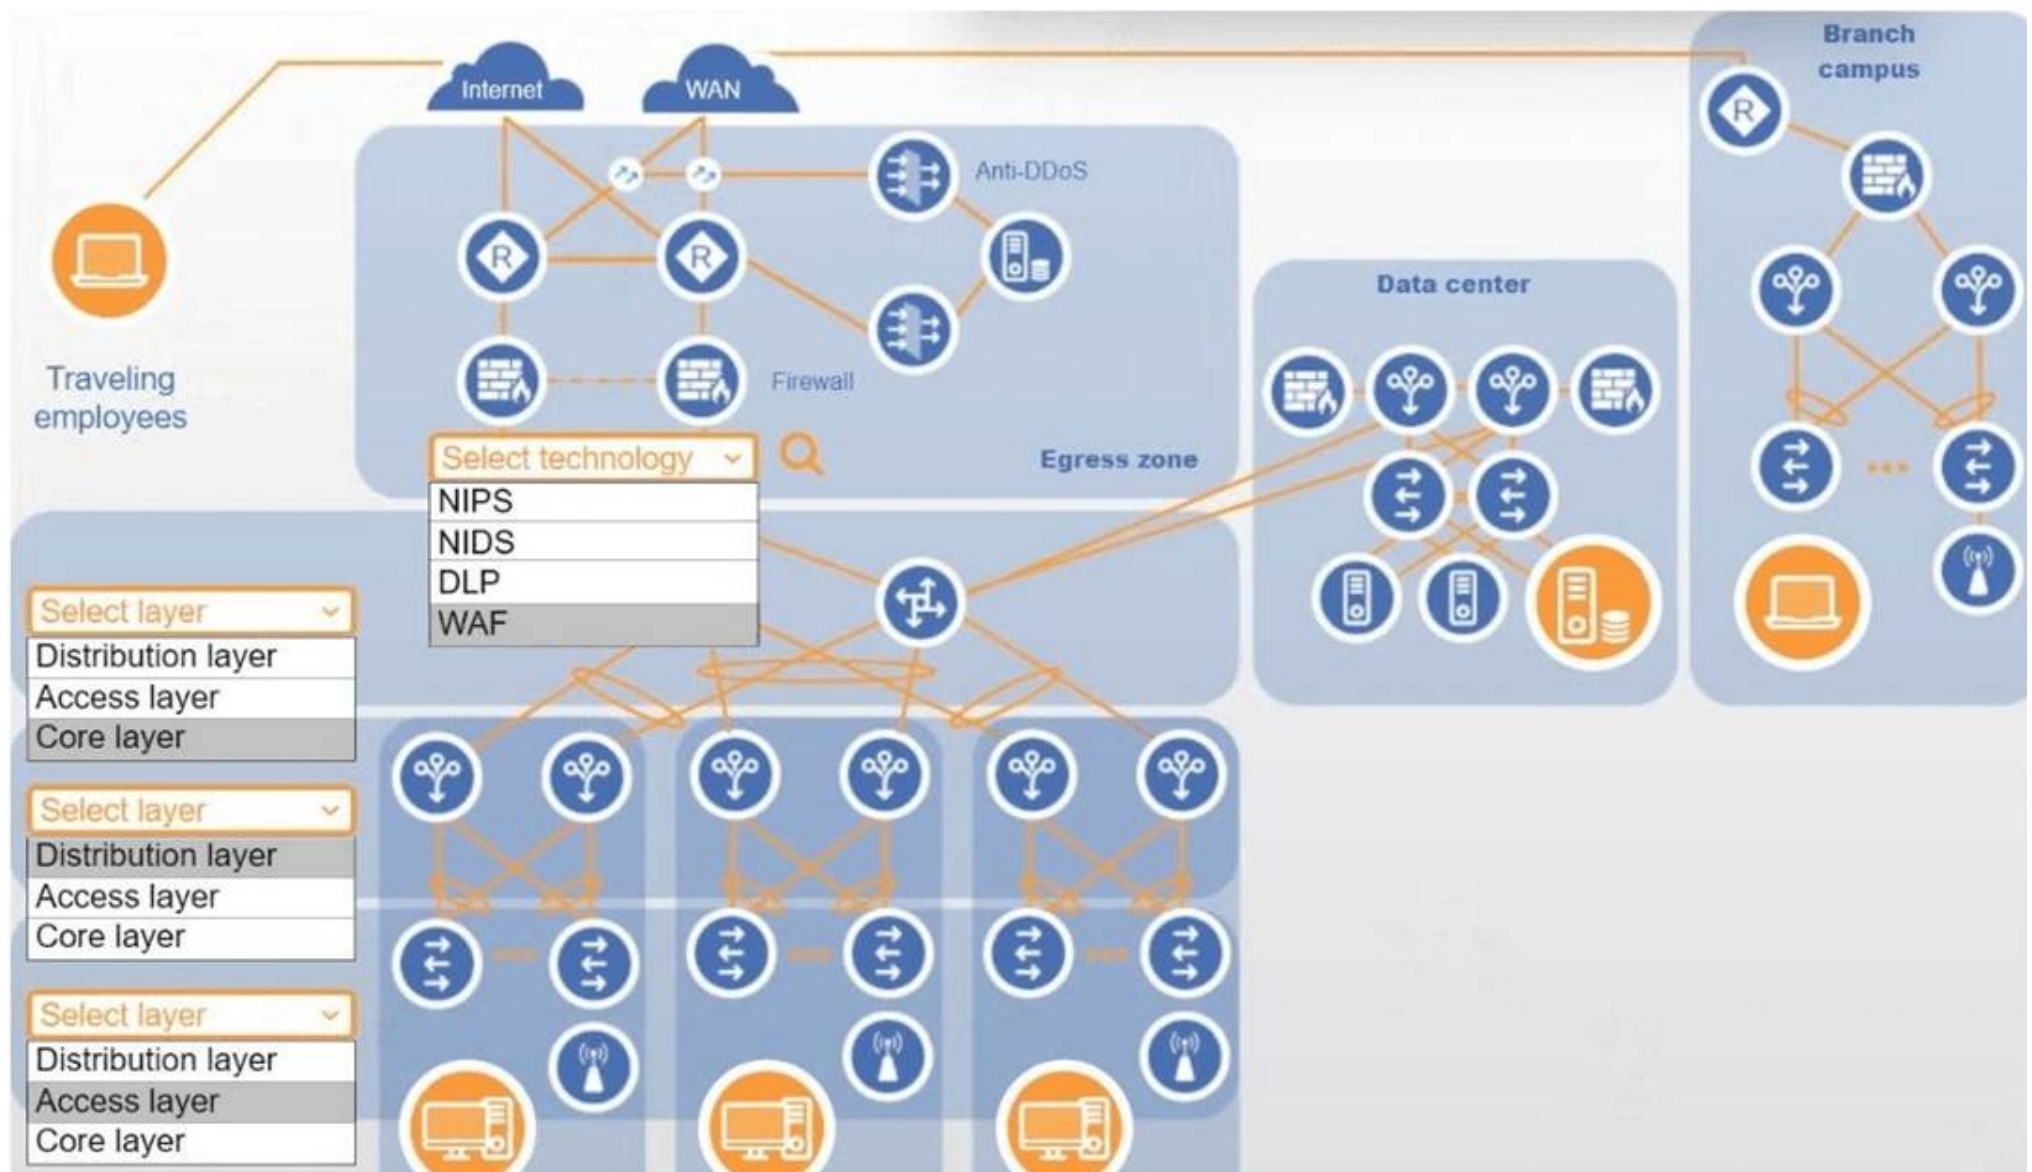 Branch
campus
Internet
WAN
R
Anti-DDoS
R
R
Data center
Traveling
employees
Firewall
Select technology
NIPS
NIDS
DLP
WAF
Egress zone
Select layer
Distribution layer
Access layer
Core layer
Select layer
Distribution layer
Access layer
Core layer
Select layer
Distribution layer
Access layer
Core layer